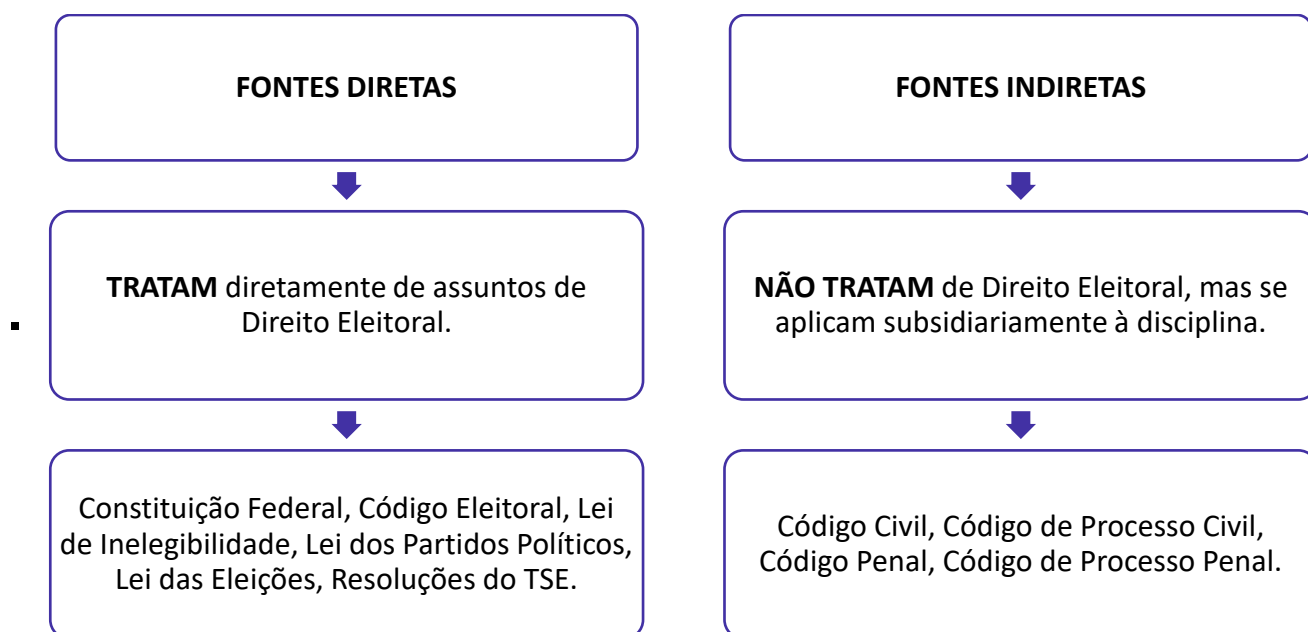 FONTES DIRETAS
TRATAM diretamente de assuntos de
Direito Eleitoral.
Constituição Federal, Código Eleitoral, Lei
de Inelegibilidade, Lei dos Partidos Políticos,
Lei das Eleições, Resoluções do TSE.
FONTES INDIRETAS
NÃO TRATAM de Direito Eleitoral, mas se
aplicam subsidiariamente à disciplina.
Código Civil, Código de Processo Civil,
Código Penal, Código de Processo Penal.